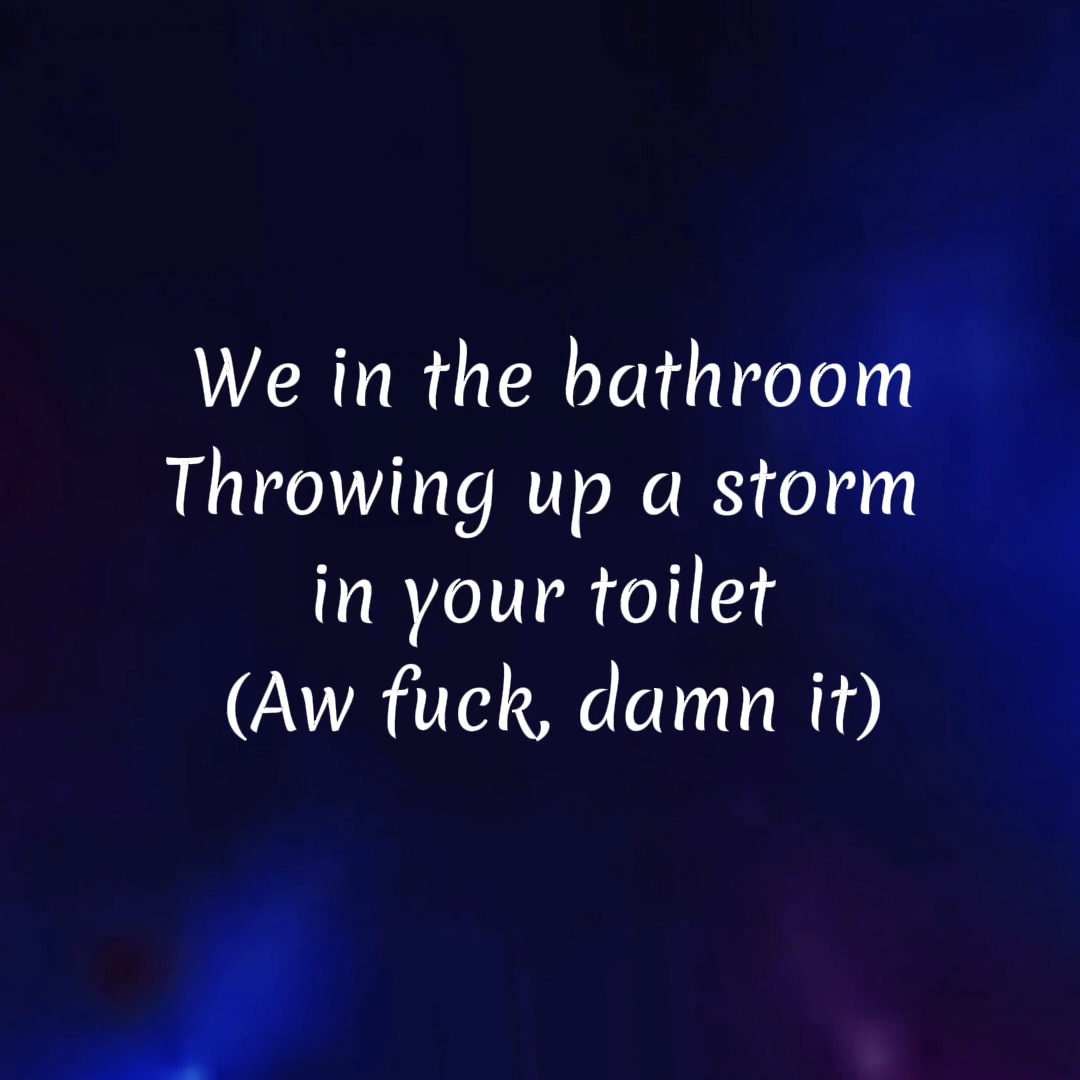 We in the bathroom
Throwing up a storm
in your toilet
(Aw fuck, damn it)